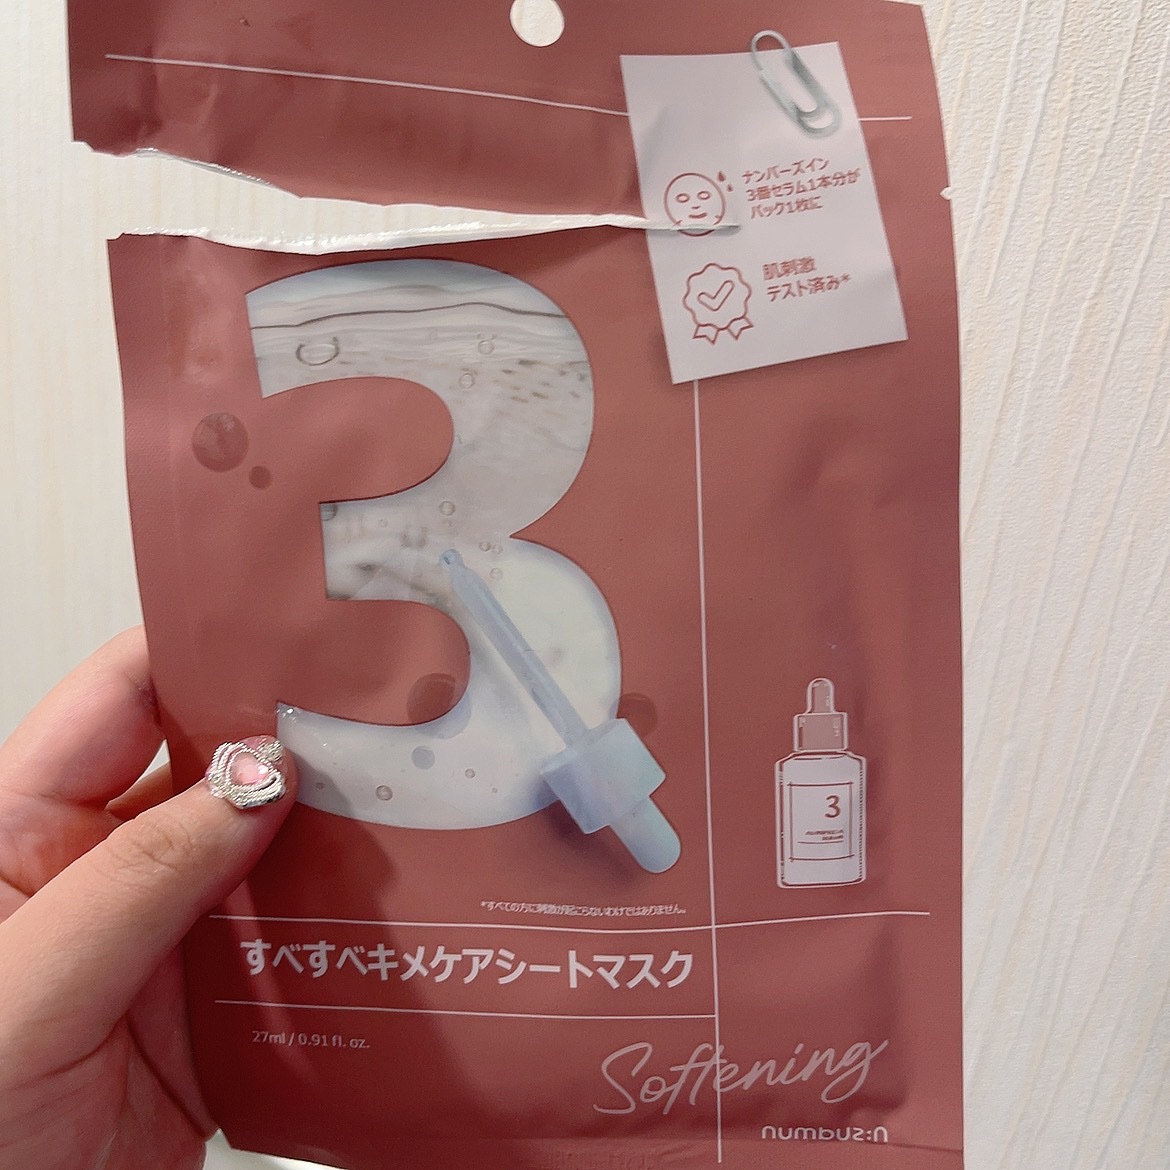 ナンバーズイン
3番セラム1本分が
パック1枚に
肌刺激
テスト済み*
3
3
*すべての方に刺激が起こらないわけではありません。
すべすべキメケアシートマスク
27ml / 0.91 fl. oz.
Softening
numbuz:n